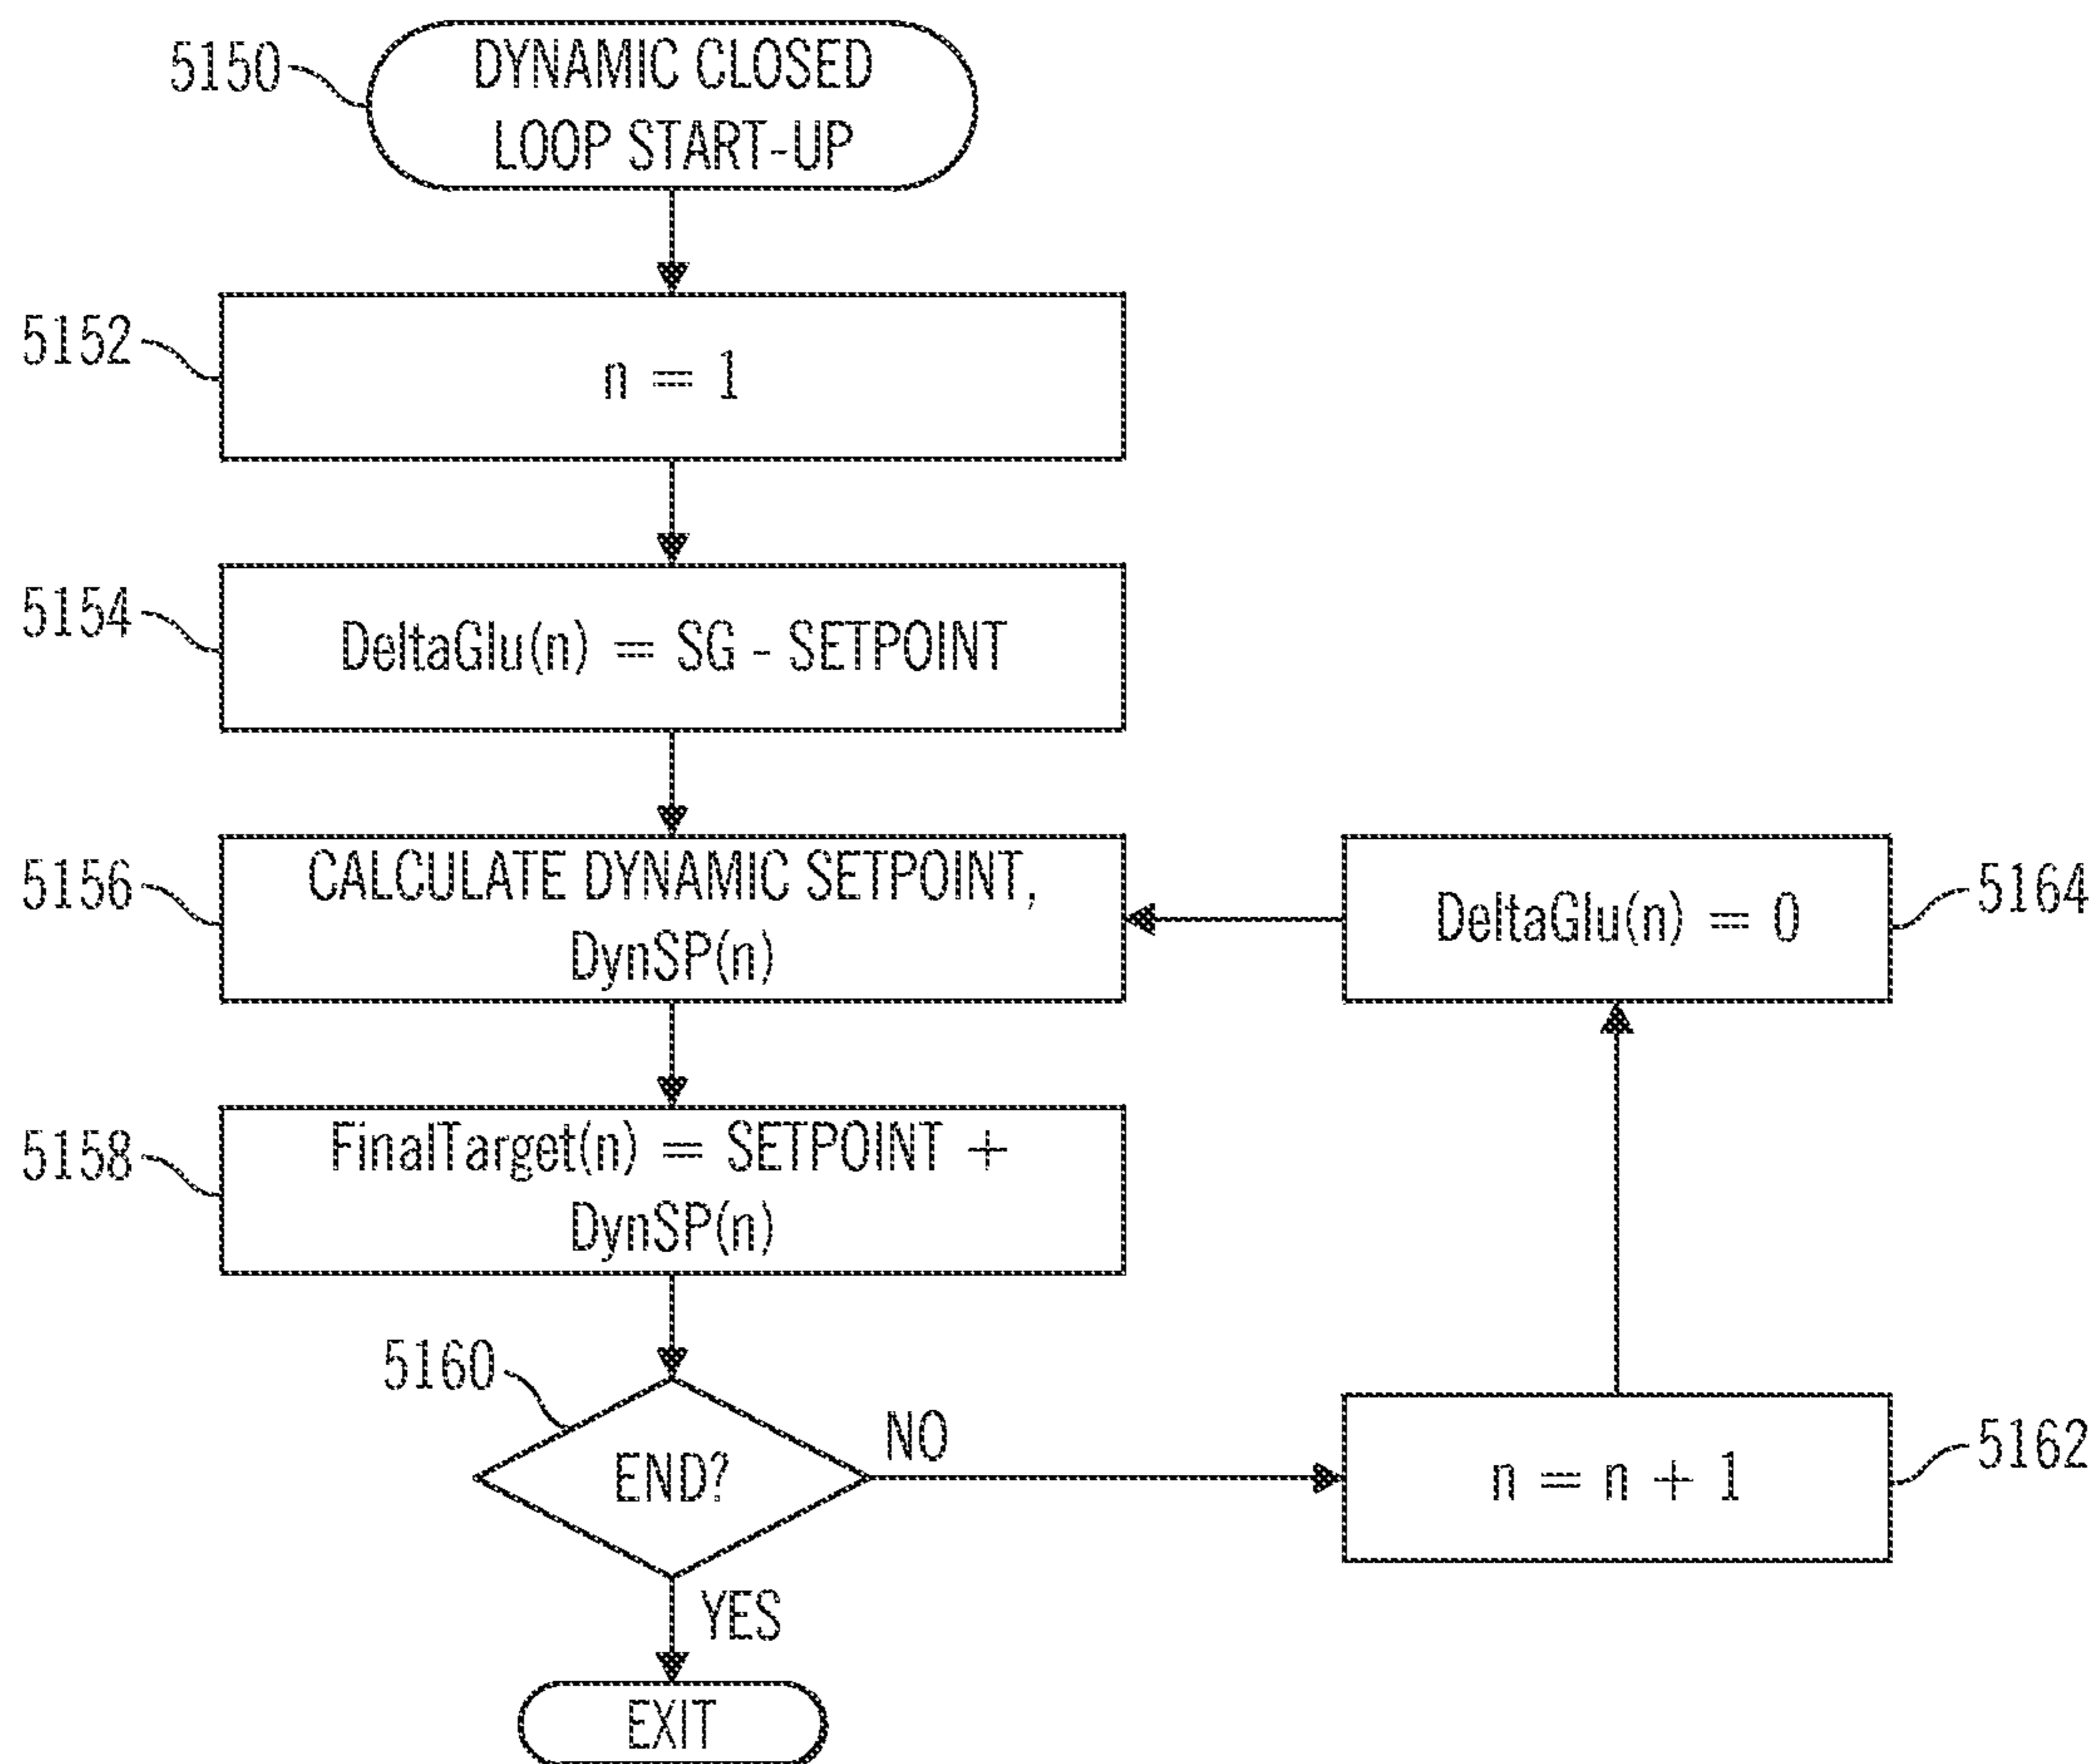 5150
DYNAMIC CLOSED
LOOP START-UP
5152
n = 1
5154
DeltaGlu(n) = SG - SETPOINT
5156
CALCULATE DYNAMIC SETPOINT,
DynSP(n)
DeltaGlu(n) = 0
5164
5158
FinalTarget(n) = SETPOINT +
DynSP(n)
5160
END?
NO
n = n + 1
5162
YES
EXIT